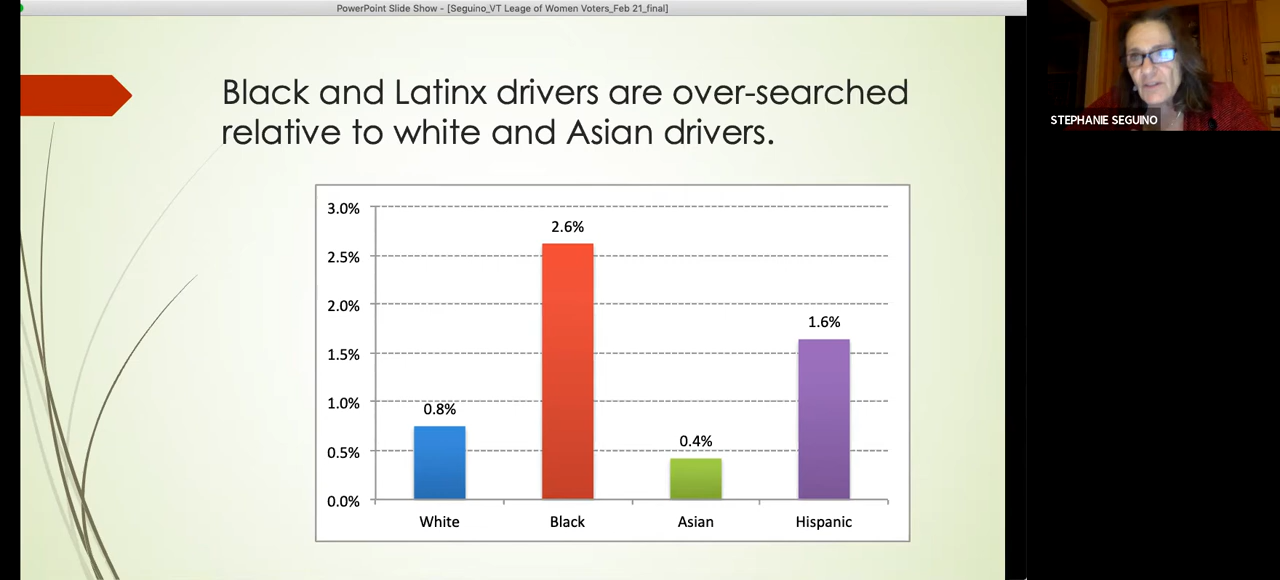 PowerPoint Slide Show - [Seguino_VT Leage of Women Voters_Feb 21_final]
Black and Latinx drivers are over-searched
relative to white and Asian drivers.
STEPHANIE SEGUINO
3.0%
2.5%
2.0%
1.5%
1.0%
0.5%
0.0%
0.8%
2.6%
0.4%
1.6%
White
Black
Asian
Hispanic